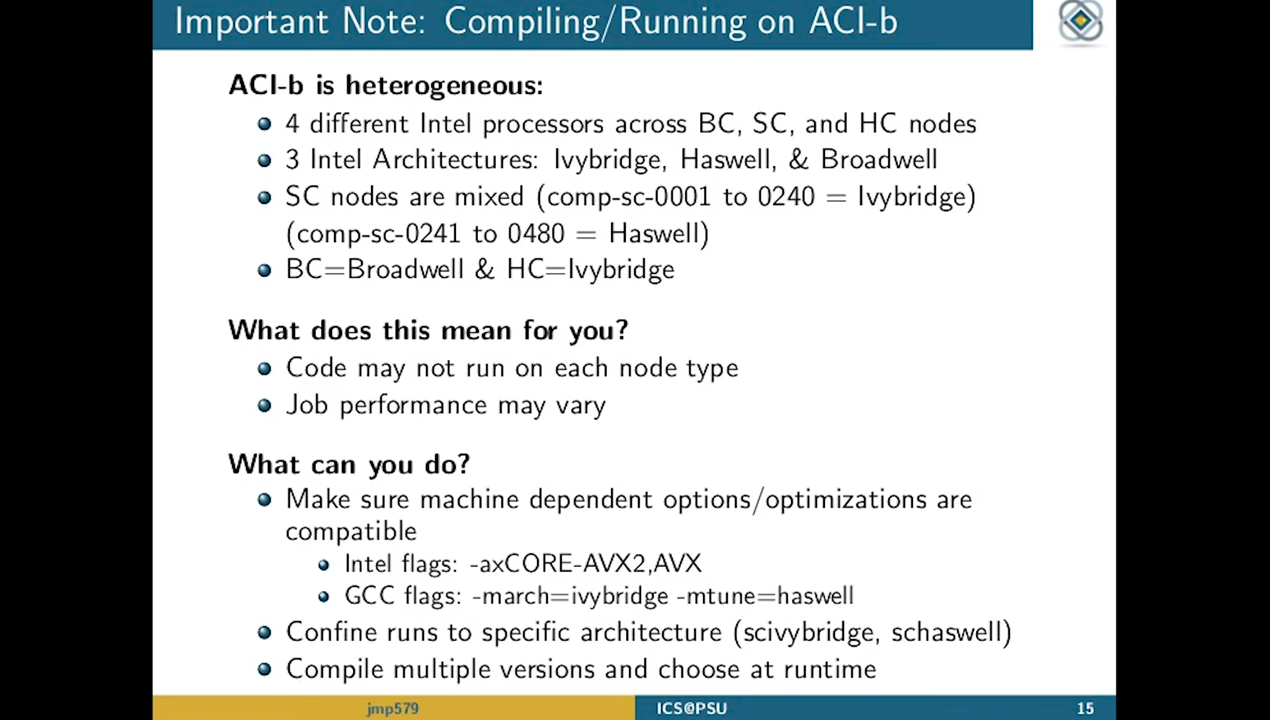 Important Note: Compiling/Running on ACI-b
ACI-b is heterogeneous:
4 different Intel processors across BC, SC, and HC nodes
3 Intel Architectures: Ivybridge, Haswell, & Broadwell
SC nodes are mixed (comp-sc-0001 to 0240 = Ivybridge)
(comp-sc-0241 to 0480 = Haswell)
BC=Broadwell & HC=Ivybridge
What does this mean for you?
Code may not run on each node type
Job performance may vary
What can you do?
Make sure machine dependent options/optimizations are
compatible
Intel flags: -axCORE-AVX2,AVX
GCC flags: -march=ivybridge -mtune=haswell
Confine runs to specific architecture (scivybridge, schaswell)
Compile multiple versions and choose at runtime
jmp579 ICS@PSU 15